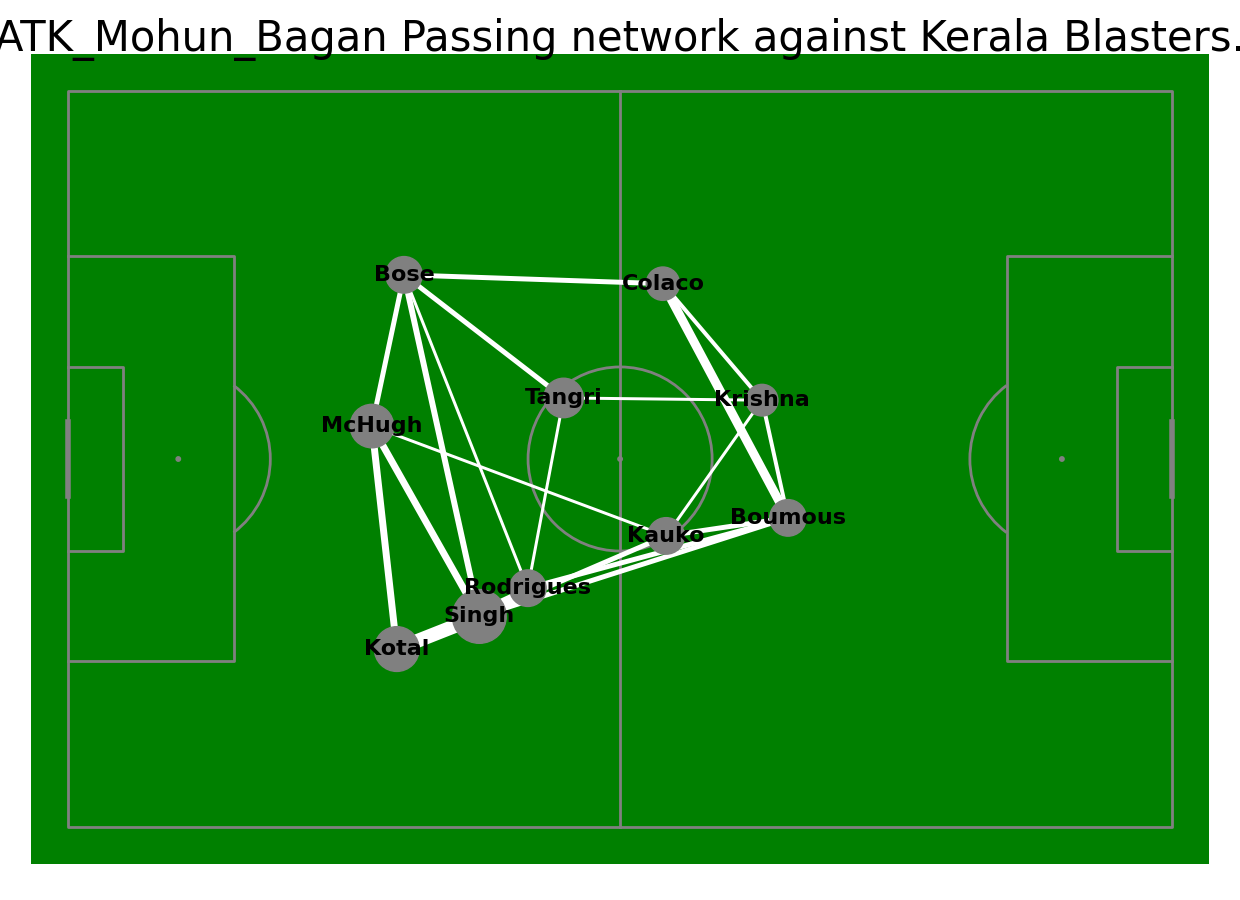 ATK_Mohun_Bagan Passing network against Kerala Blasters.
Bose
Colaco
Tangri
Krishna
McHugh
Boumous
Kauko
Rodrigues
Singh
Kotal